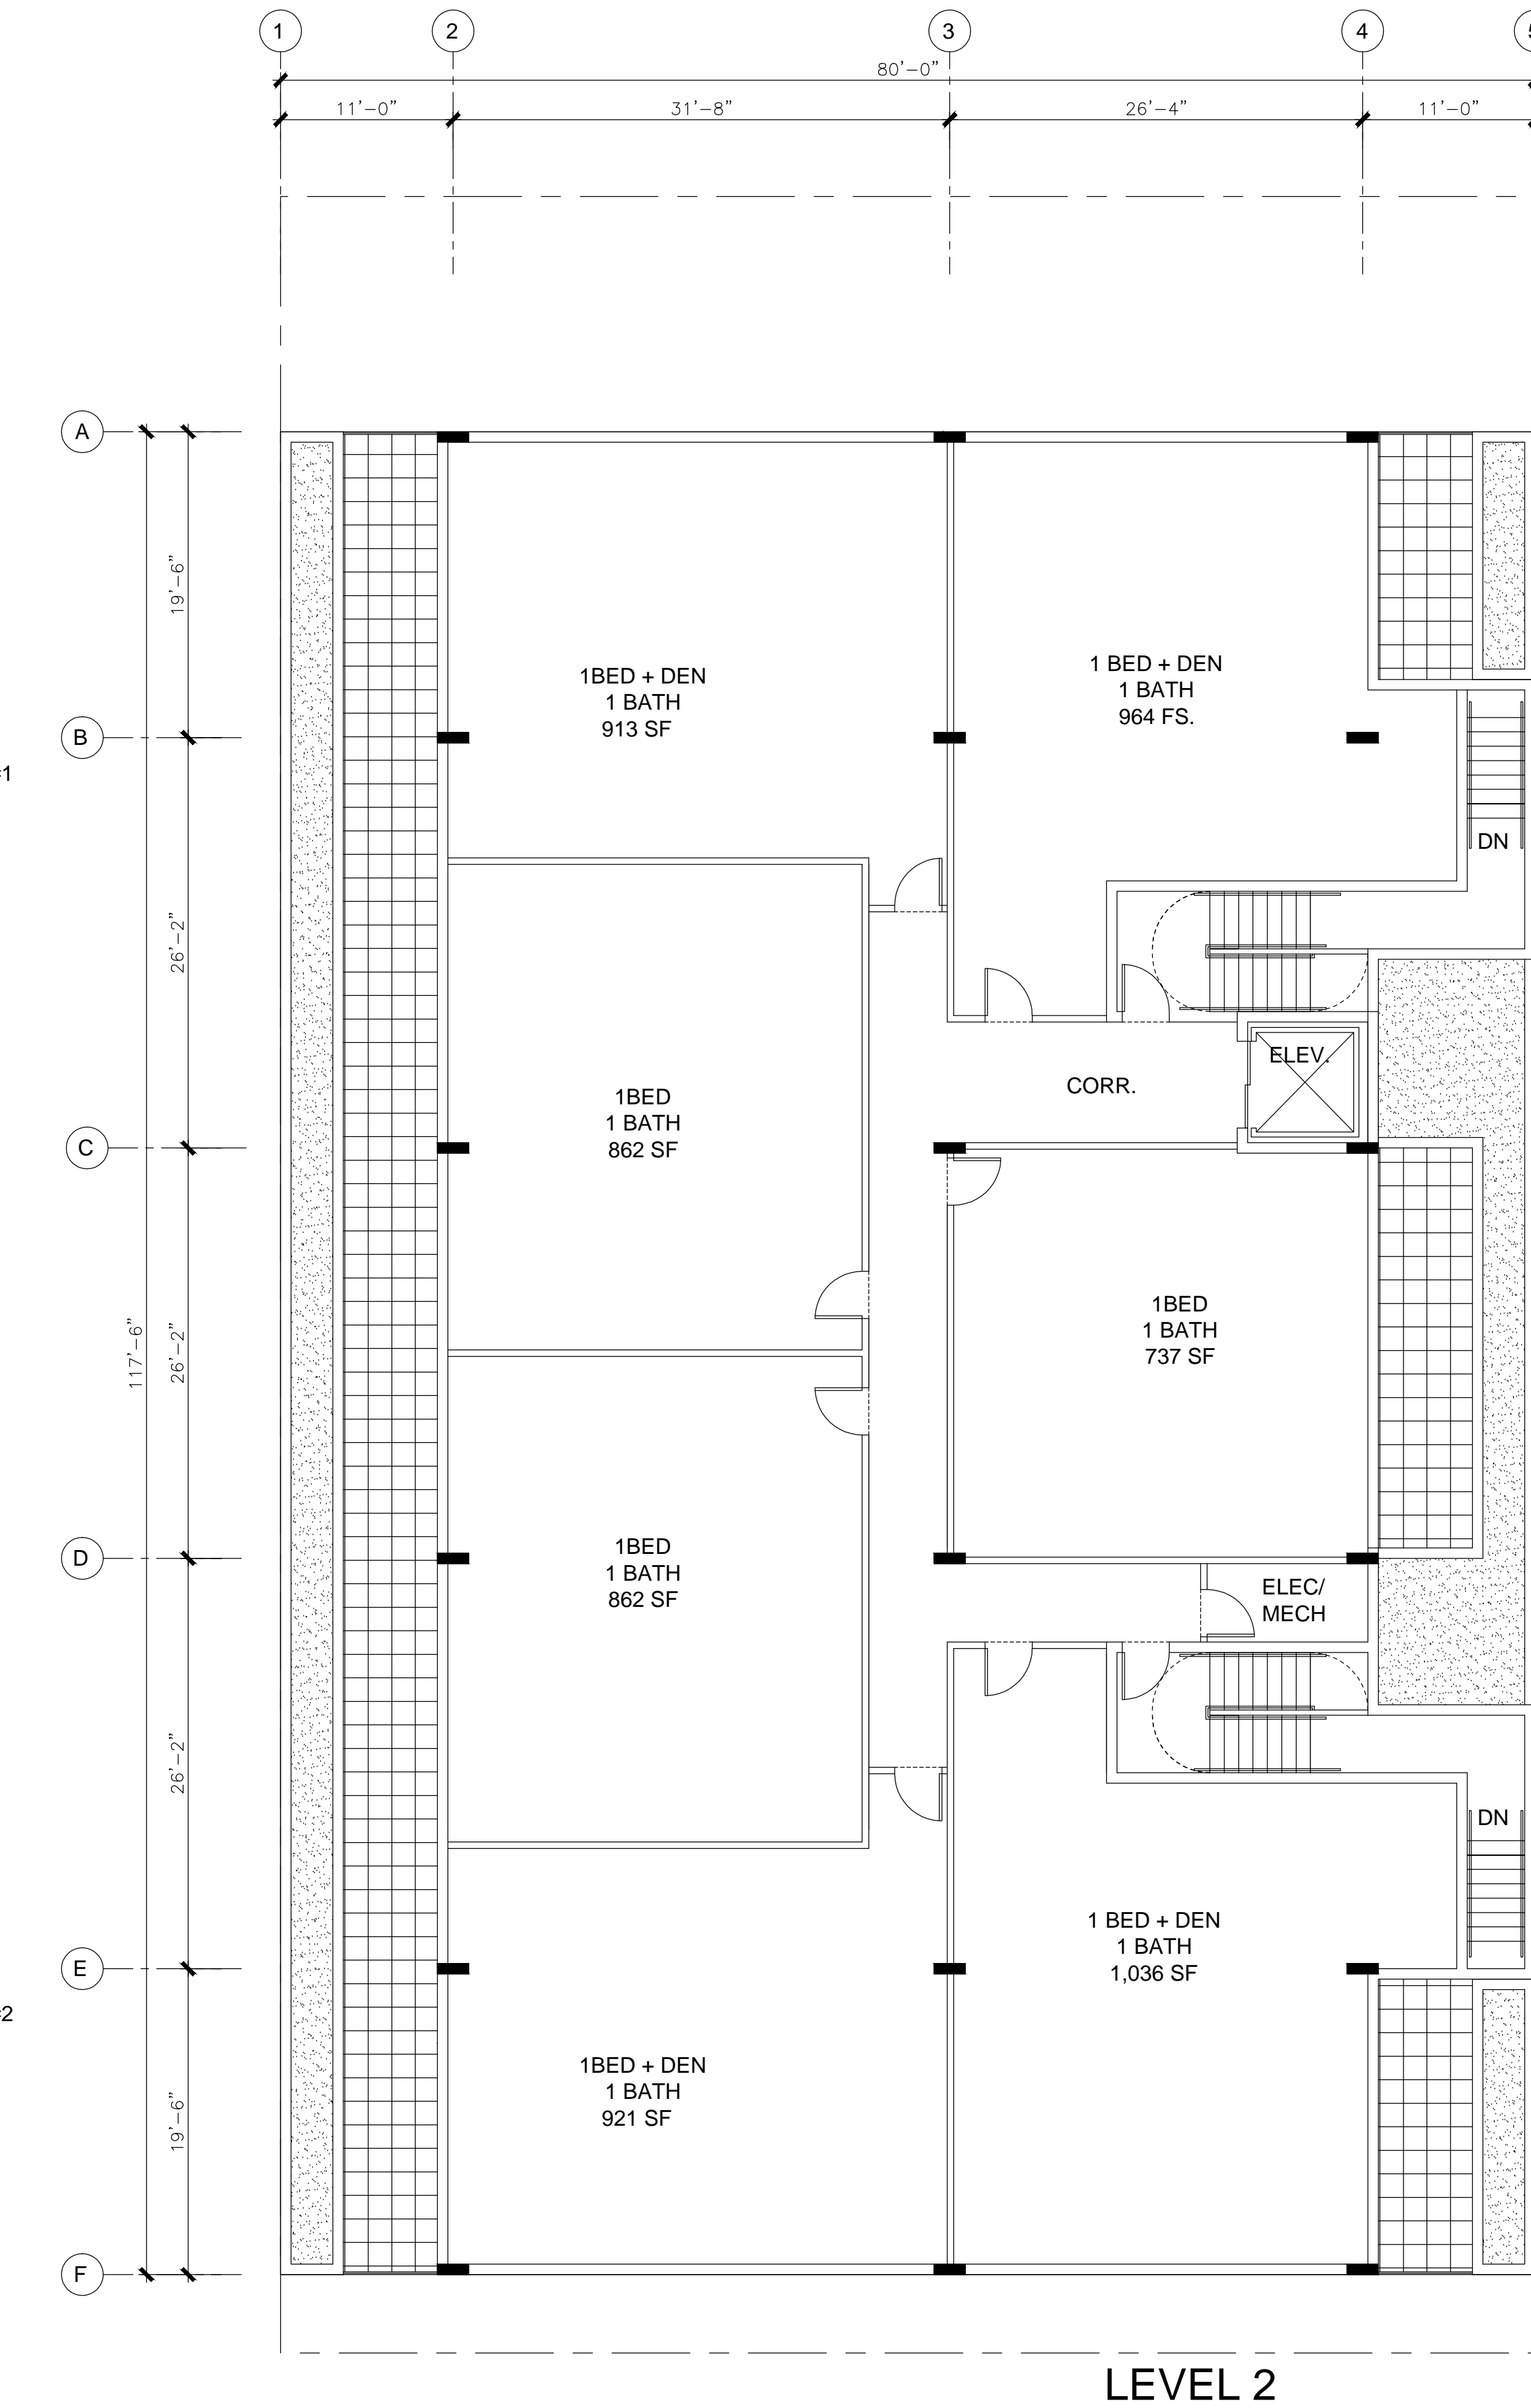 1 2 3 4 5
80'–0"
11'–0" 31'–8" 26'–4" 11'–0"
A
19'–6"
1BED + DEN
1 BATH
913 SF
1 BED + DEN
1 BATH
964 FS.
B
1
DN
26'–2"
ELEV.
CORR.
1BED
1 BATH
862 SF
C
1BED
1 BATH
737 SF
117'–6"
26'–2"
D
1BED
1 BATH
862 SF
ELEC/
MECH
26'–2"
DN
1 BED + DEN
1 BATH
1,036 SF
E
2
1BED + DEN
1 BATH
921 SF
19'–6"
F
LEVEL 2